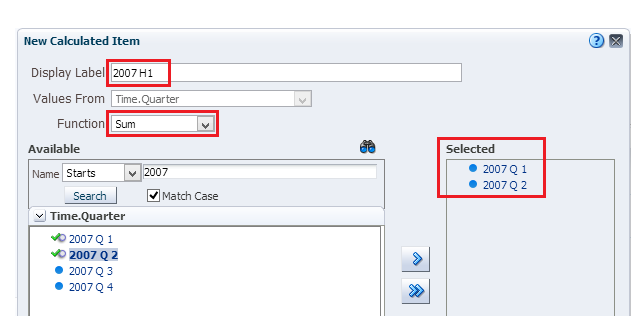 New Calculated Item
?
Display Label 2007 H1
Values From Time.Quarter
Function Sum
Available
Selected
Name Starts 2007
Search Match Case
Time.Quarter
2007 Q 1
2007 Q 2
2007 Q 3
2007 Q 4
2007 Q 1
2007 Q 2